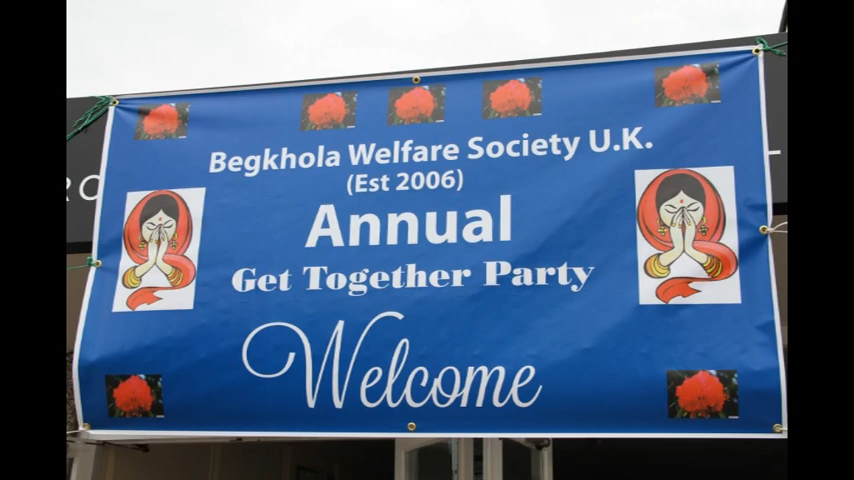 Begkhola Welfare Society U.K.
(Est 2006)
Annual
Get Together Party
Welcome